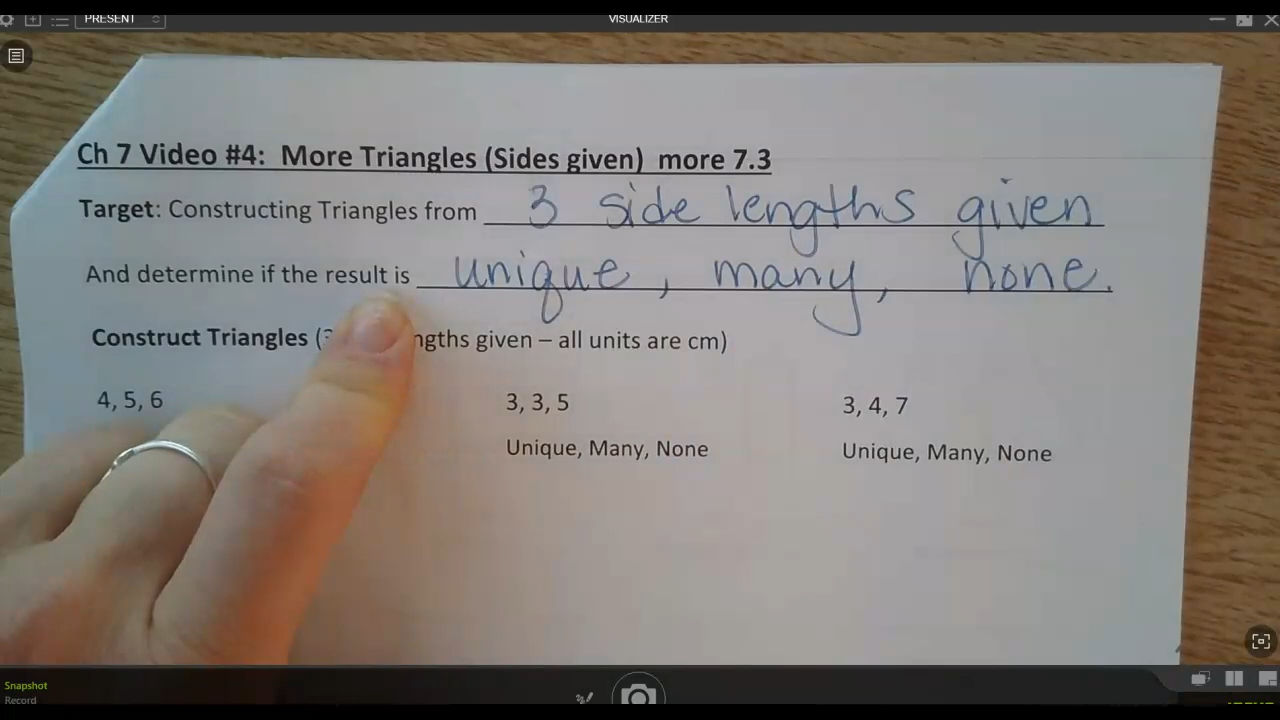 PRESENT
VISUALIZER
Ch 7 Video #4: More Triangles (Sides given) more 7.3
Target: Constructing Triangles from 3 side lengths given
And determine if the result is unique, many, none.
Construct Triangles ( given – all units are cm)
4, 5, 6
3, 3, 5
3, 4, 7
Unique, Many, None
Unique, Many, None
Snapshot
Record